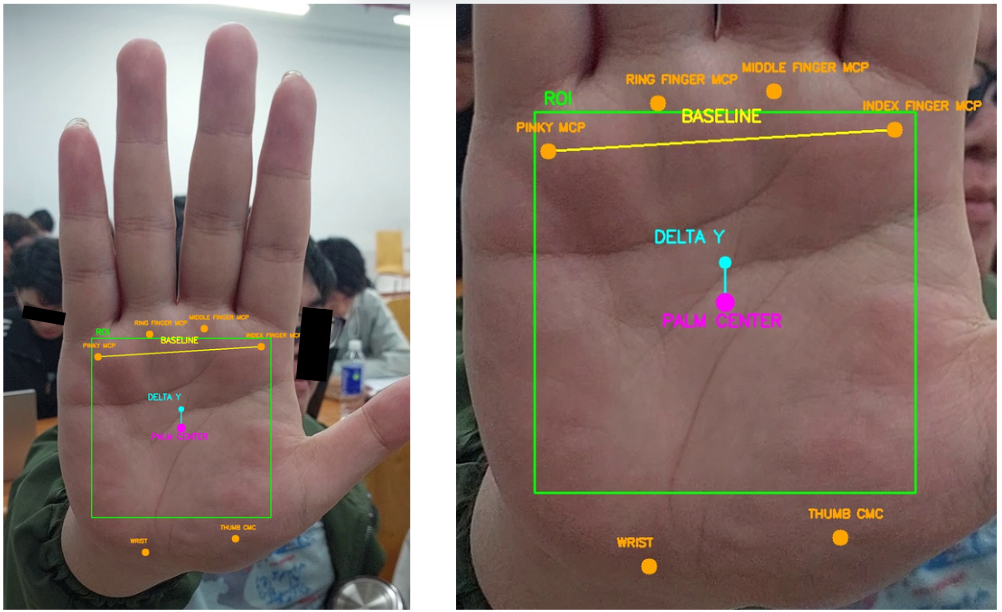 RING FINGER MCP
MIDDLE FINGER MCP
ROI
BASELINE
INDEX FINGER MCP
PINKY MCP
DELTA Y
PALM CENTER
THUMB CMC
WRIST
MIDDLE FINGER MCP
RING FINGER MCP
ROI
INDEX FINGER MCP
BASELINE
PINKY MCP
DELTA Y
PALM CENTER
THUMB CMC
WRIST